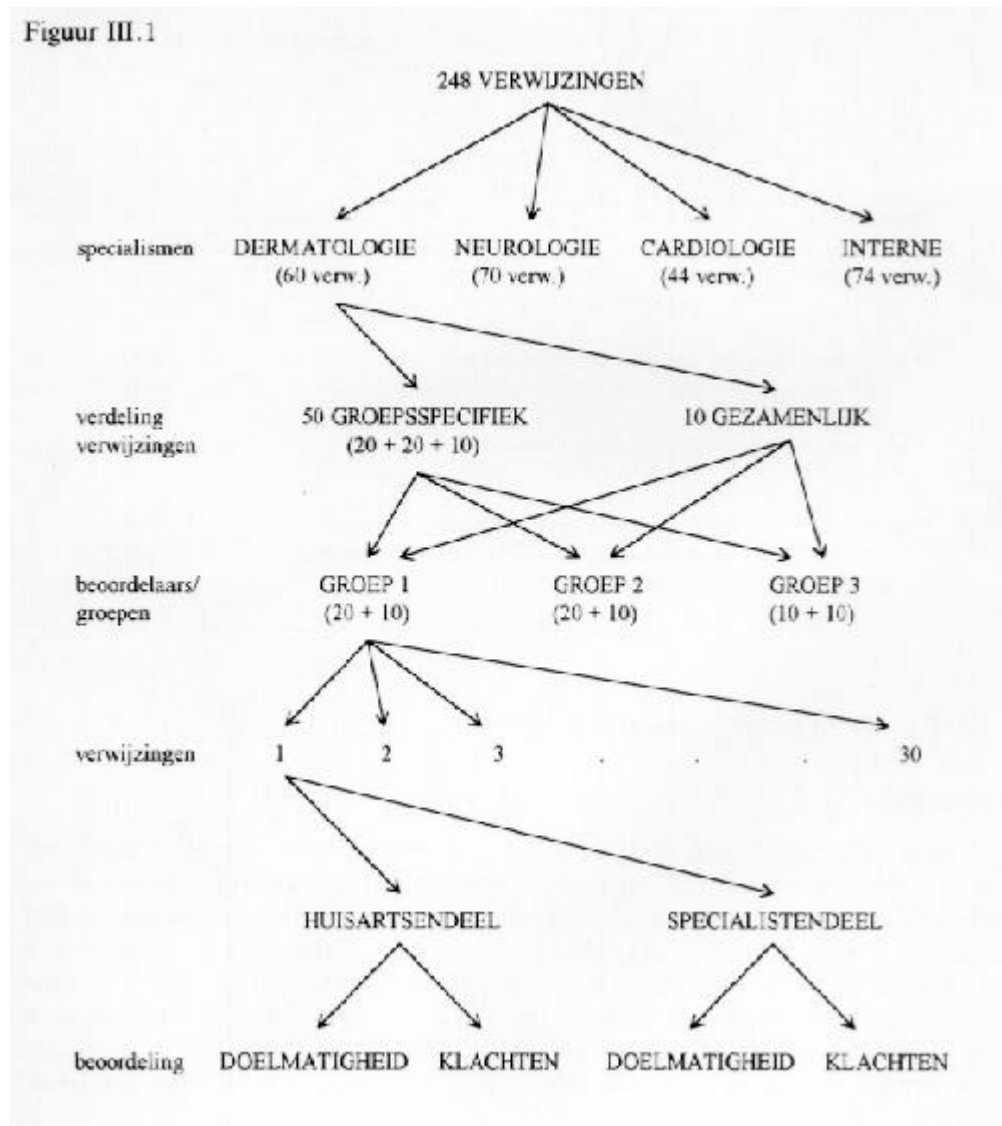 Figuur III.1
248 VERWIJZINGEN
specialismen DERMATOLOGIE NEUROLOGIE CARDIOLOGIE INTERNE
(60 verw.) (70 verw.) (44 verw.) (74 verw.)
verdeling 50 GROEPSSPECIFIEK 10 GEZAMENLIJK
verwijzingen (20 + 20 + 10)
beoordelaars/ GROEP 1 GROEP 2 GROEP 3
groepen (20 + 10) (20 + 10) (10 + 10)
verwijzingen 1 2 3 . . . 30
HUISARTSENDEEL SPECIALISTENDEEL
beoordeling DOELMATIGHEID KLACHTEN DOELMATIGHEID KLACHTEN